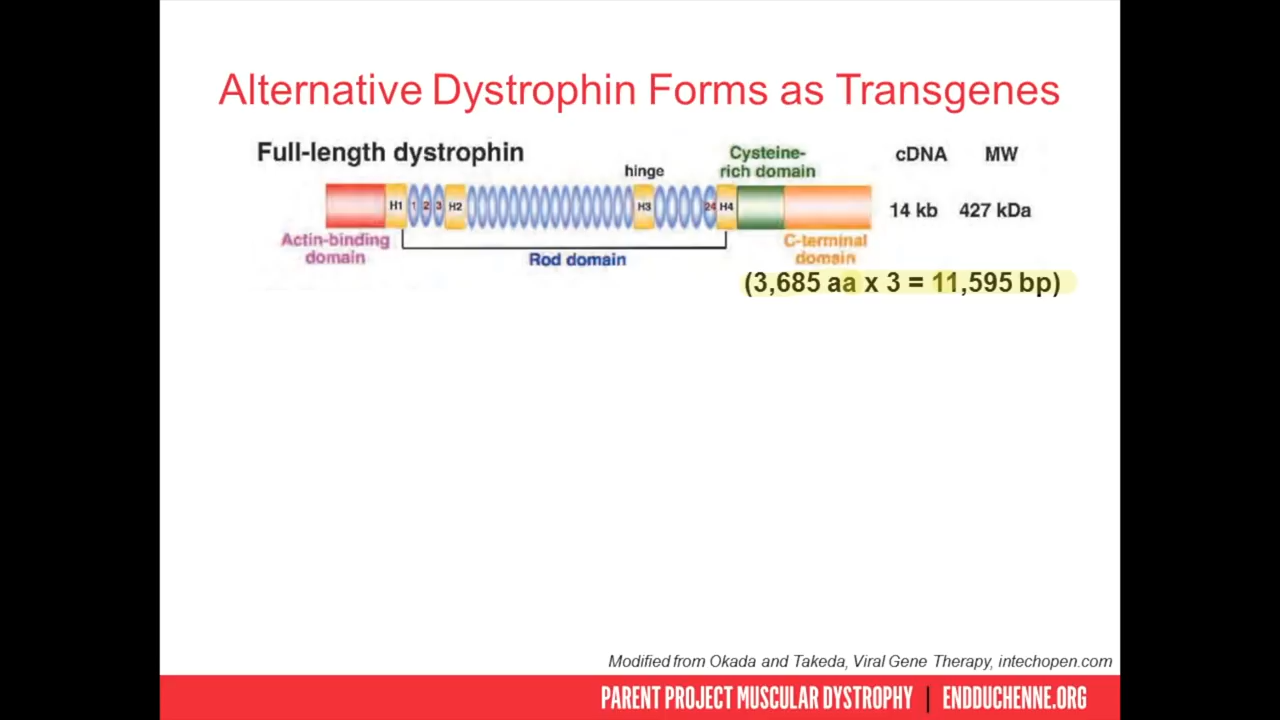 Alternative Dystrophin Forms as Transgenes
Full-length dystrophin
hinge
Cysteine-
rich domain
cDNA
MW
H1
1
2
3
H2
H3
24
H4
14 kb
427 kDa
Actin-binding
domain
Rod domain
C-terminal
domain
(3,685 aa x 3 = 11,595 bp)
Modified from Okada and Takeda, Viral Gene Therapy, intechopen.com
PARENT PROJECT MUSCULAR DYSTROPHY | ENDDUCHENNE.ORG